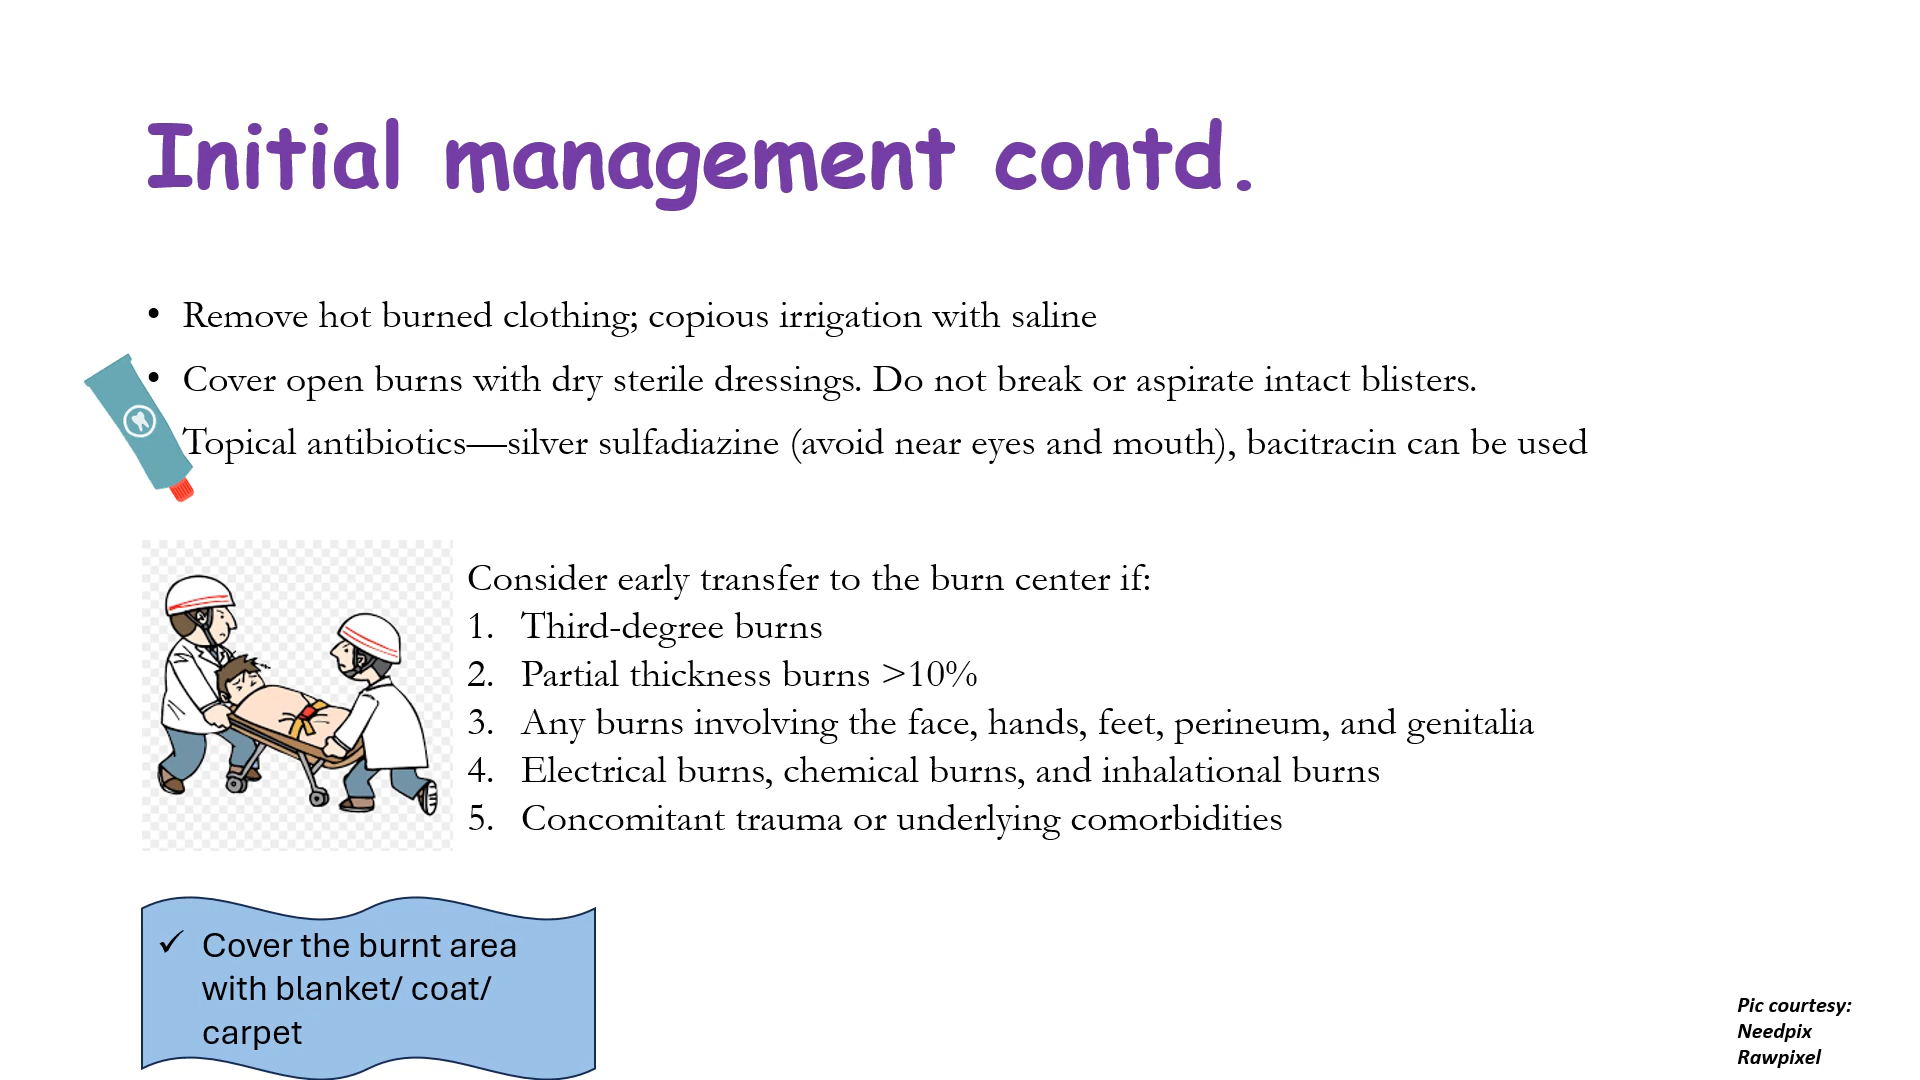 Initial management contd.
• Remove hot burned clothing; copious irrigation with saline
• Cover open burns with dry sterile dressings. Do not break or aspirate intact blisters.
Topical antibiotics—silver sulfadiazine (avoid near eyes and mouth), bacitracin can be used
Consider early transfer to the burn center if:
1. Third-degree burns
2. Partial thickness burns >10%
3. Any burns involving the face, hands, feet, perineum, and genitalia
4. Electrical burns, chemical burns, and inhalational burns
5. Concomitant trauma or underlying comorbidities
✓ Cover the burnt area
with blanket/ coat/
carpet
Pic courtesy:
Needpix
Rawpixel